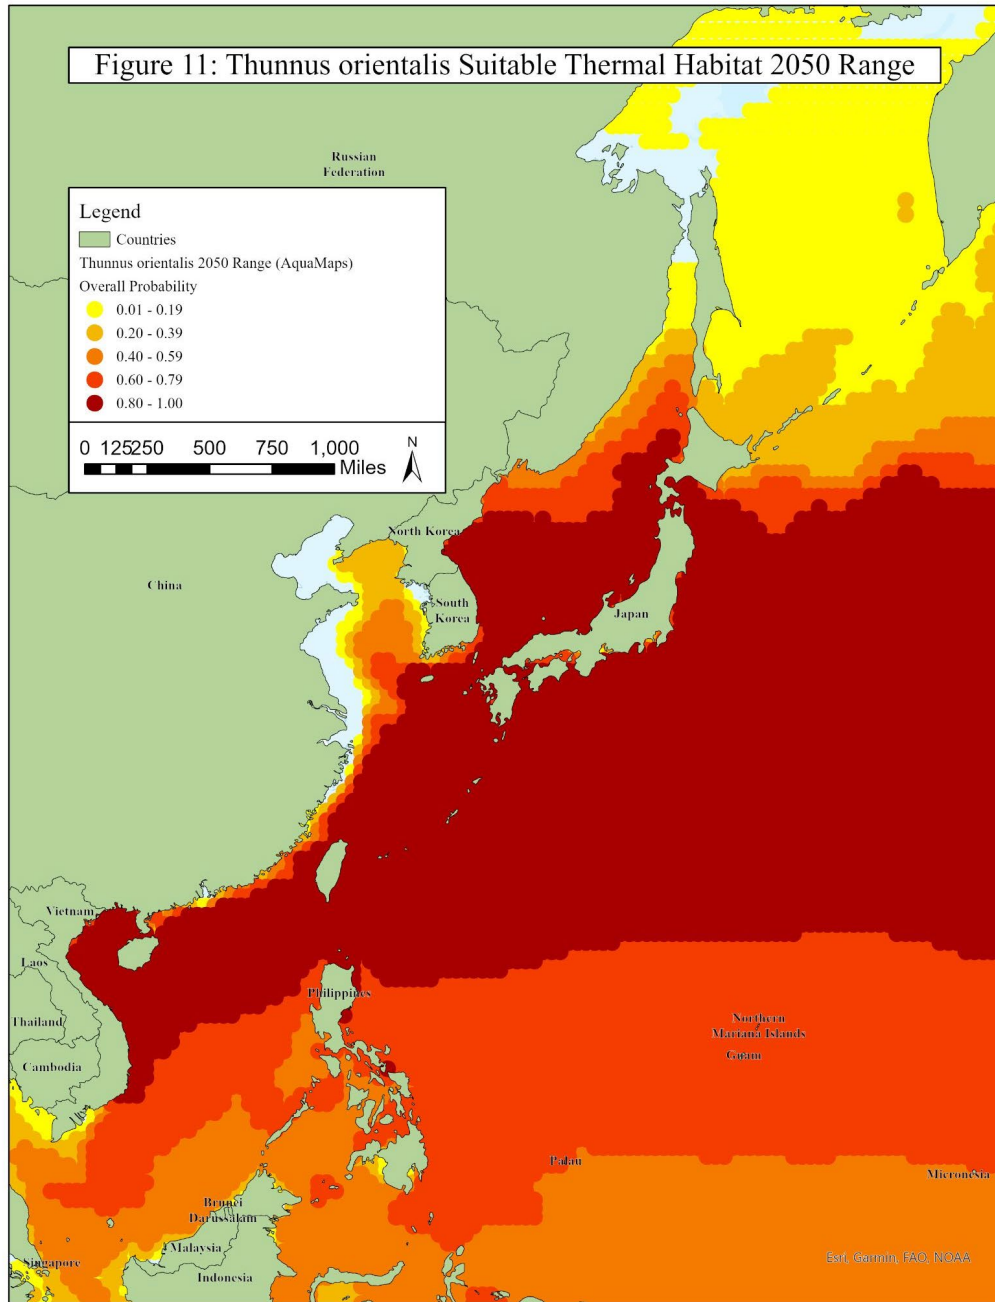 Figure 11: Thunnus orientalis Suitable Thermal Habitat 2050 Range
Russian
Federation
Legend
Countries
Thunnus orientalis 2050 Range (AquaMaps)
Overall Probability
0.01 - 0.19
0.20 - 0.39
0.40 - 0.59
0.60 - 0.79
0.80 - 1.00
0 125250 500 750 1,000
Miles
N
North Korea
China
South
Korea
Japan
Vietnam
Laos
Philippines
Thailand
Northern
Mariana Islands
Guam
Cambodia
Palau
Micronesia
Brunei
Darussalam
Malaysia
Singapore
Indonesia
Esri, Garmin, FAO, NOAA